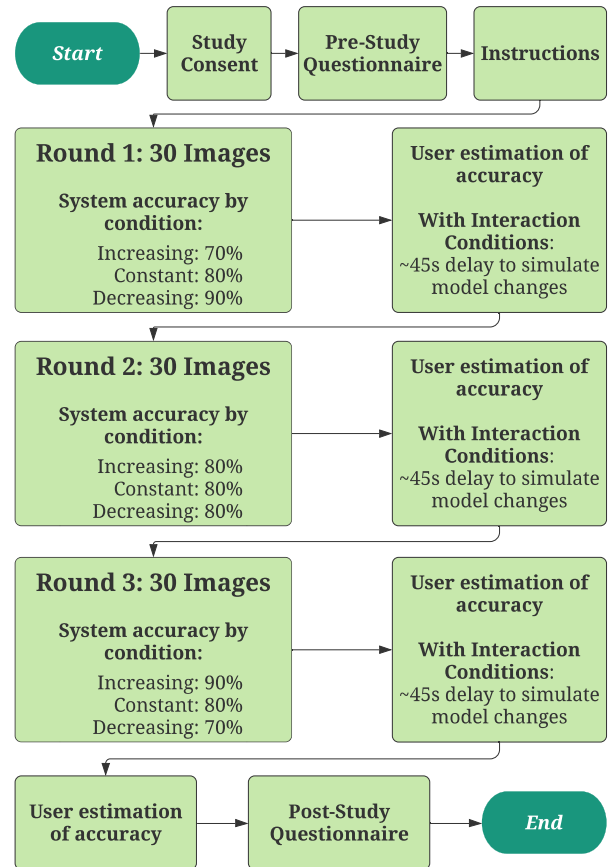 Start
Study
Consent
Pre-Study
Questionnaire
Instructions
Round 1: 30 Images
System accuracy by
condition:
Increasing: 70%
Constant: 80%
Decreasing: 90%
User estimation of
accuracy
With Interaction
Conditions:
~45s delay to simulate
model changes
Round 2: 30 Images
System accuracy by
condition:
Increasing: 80%
Constant: 80%
Decreasing: 80%
User estimation of
accuracy
With Interaction
Conditions:
~45s delay to simulate
model changes
Round 3: 30 Images
System accuracy by
condition:
Increasing: 90%
Constant: 80%
Decreasing: 70%
User estimation of
accuracy
With Interaction
Conditions:
~45s delay to simulate
model changes
User estimation
of accuracy
Post-Study
Questionnaire
End